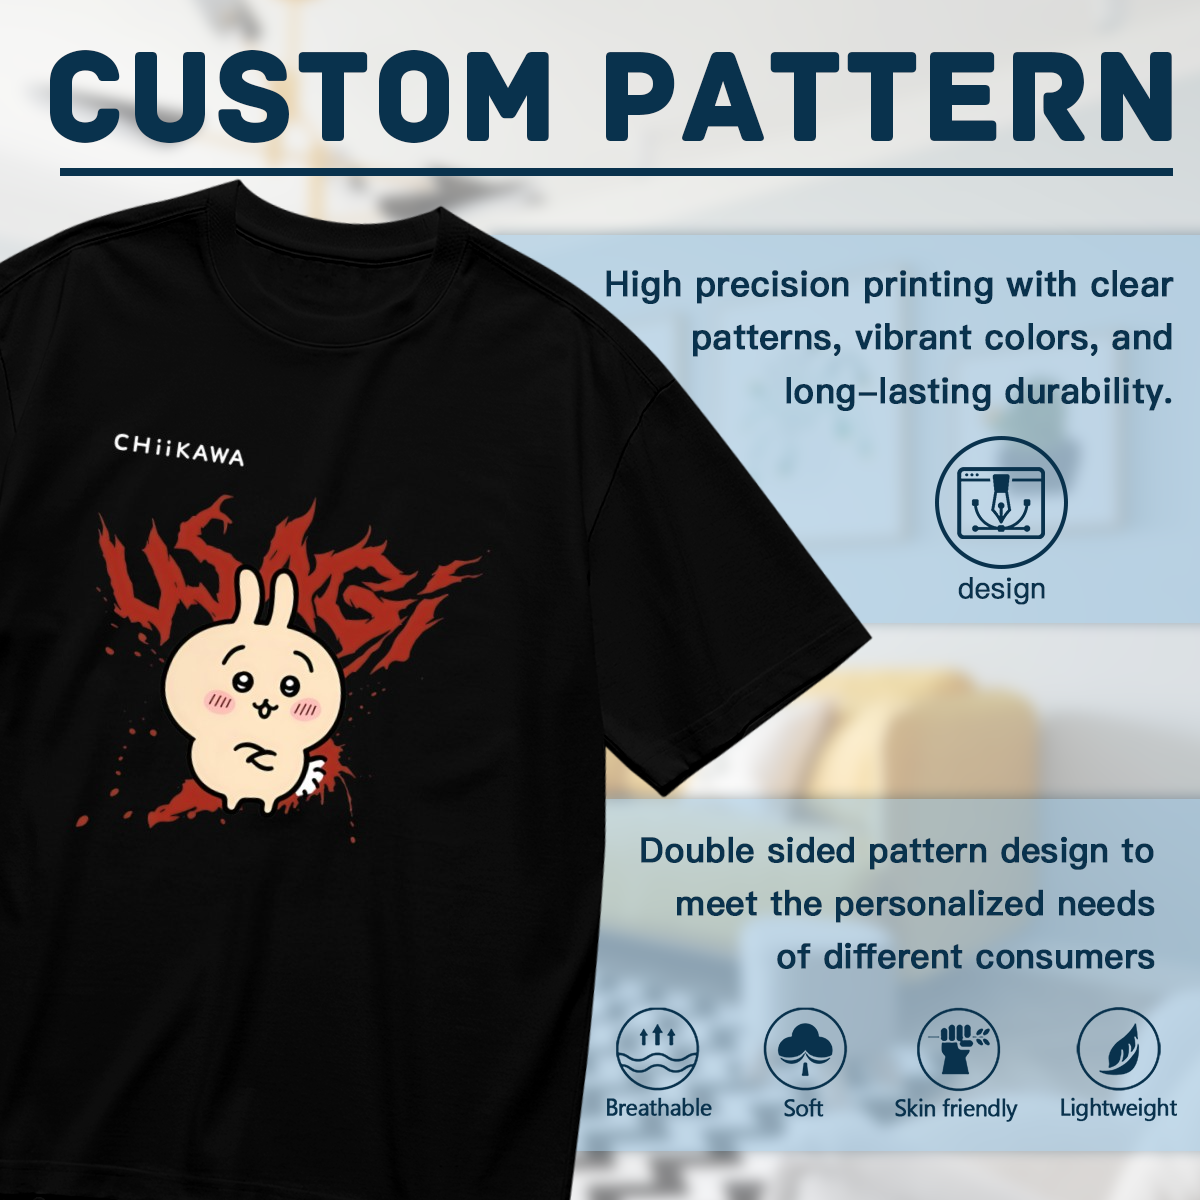 CUSTOM PATTERN
High precision printing with clear
patterns, vibrant colors, and
long-lasting durability.
design
CHiiKAWA
USAGi
Double sided pattern design to
meet the personalized needs
of different consumers
Breathable
Soft
Skin friendly
Lightweight